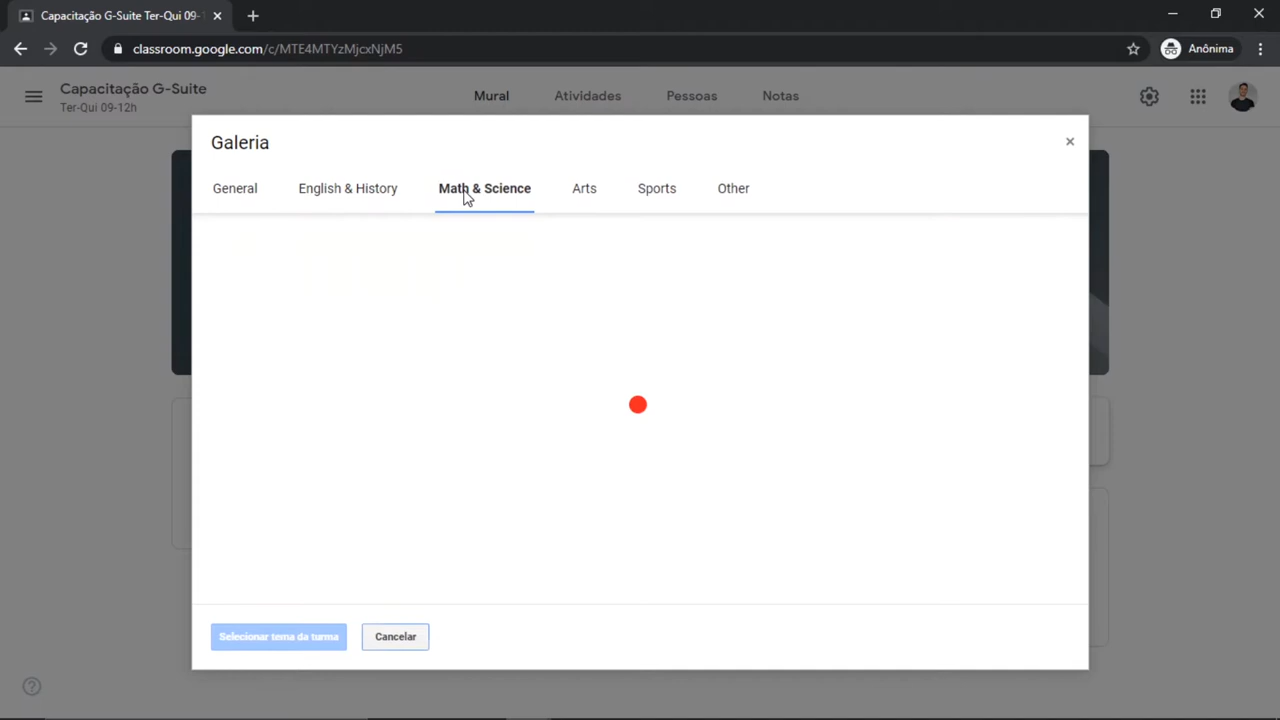 Capacitação G-Suite Ter-Qui 09-1
classroom.google.com/c/MTE4MTYzMjcxNjM5
Anônima
Capacitação G-Suite
Ter-Qui 09-12h
Mural
Atividades
Pessoas
Notas
Galeria
General
English & History
Math & Science
Arts
Sports
Other
Selecionar tema da turma
Cancelar